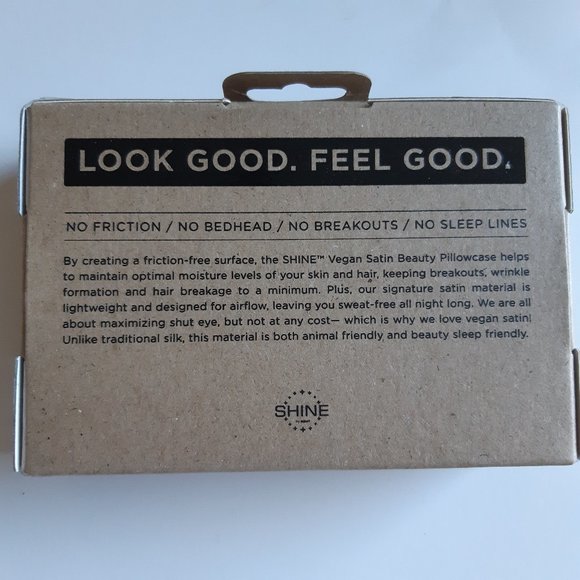 LOOK GOOD. FEEL GOOD.
NO FRICTION / NO BEDHEAD / NO BREAKOUTS / NO SLEEP LINES
By creating a friction-free surface, the SHINE™ Vegan Satin Beauty Pillowcase helps
to maintain optimal moisture levels of your skin and hair, keeping breakouts, wrinkle
formation and hair breakage to a minimum. Plus, our signature satin material is
lightweight and designed for airflow, leaving you sweat-free all night long. We are all
about maximizing shut eye, but not at any cost— which is why we love vegan satin!
Unlike traditional silk, this material is both animal friendly and beauty sleep friendly.
SHINE